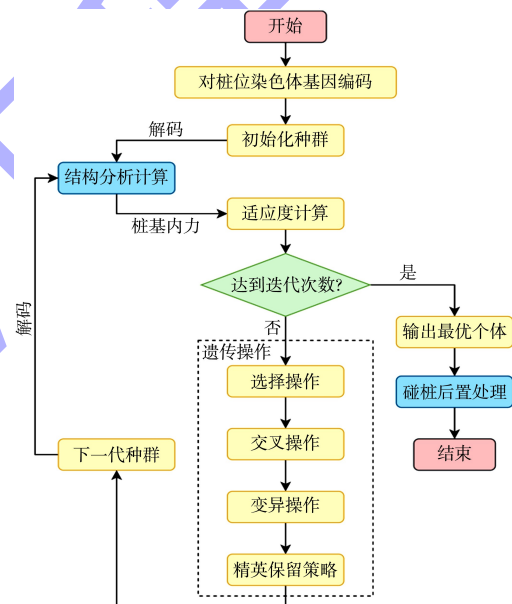 开始
对桩位染色体基因编码
解码
初始化种群
结构分析计算
桩基内力
适应度计算
达到迭代次数?
是
否
输出最优个体
遗传操作
解码
选择操作
碰桩后置处理
交叉操作
下一代种群
结束
变异操作
精英保留策略